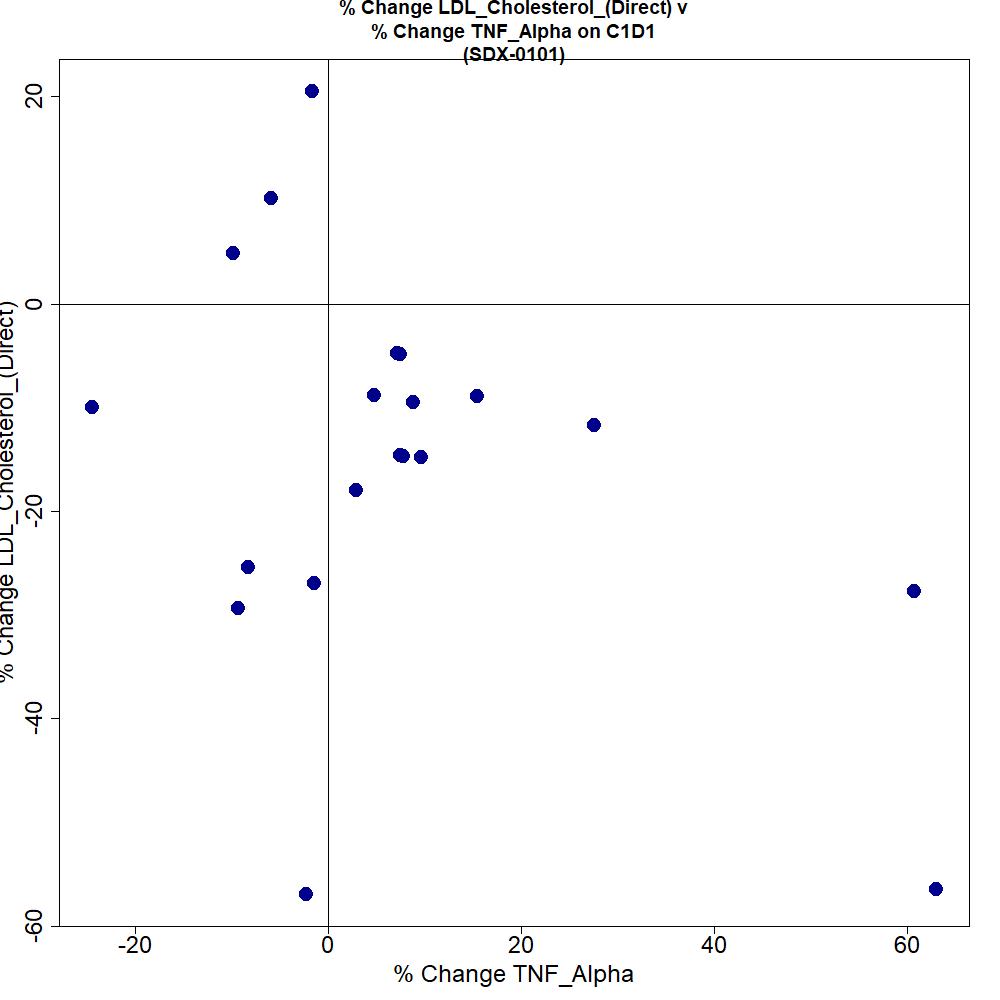 % Change LDL_Cholesterol_(Direct) v
% Change TNF_Alpha on C1D1
(SDX-0101)
% Change LDL_Cholesterol_(Direct)
20
0
-20
-40
-60
-20
0
20
40
60
% Change TNF_Alpha